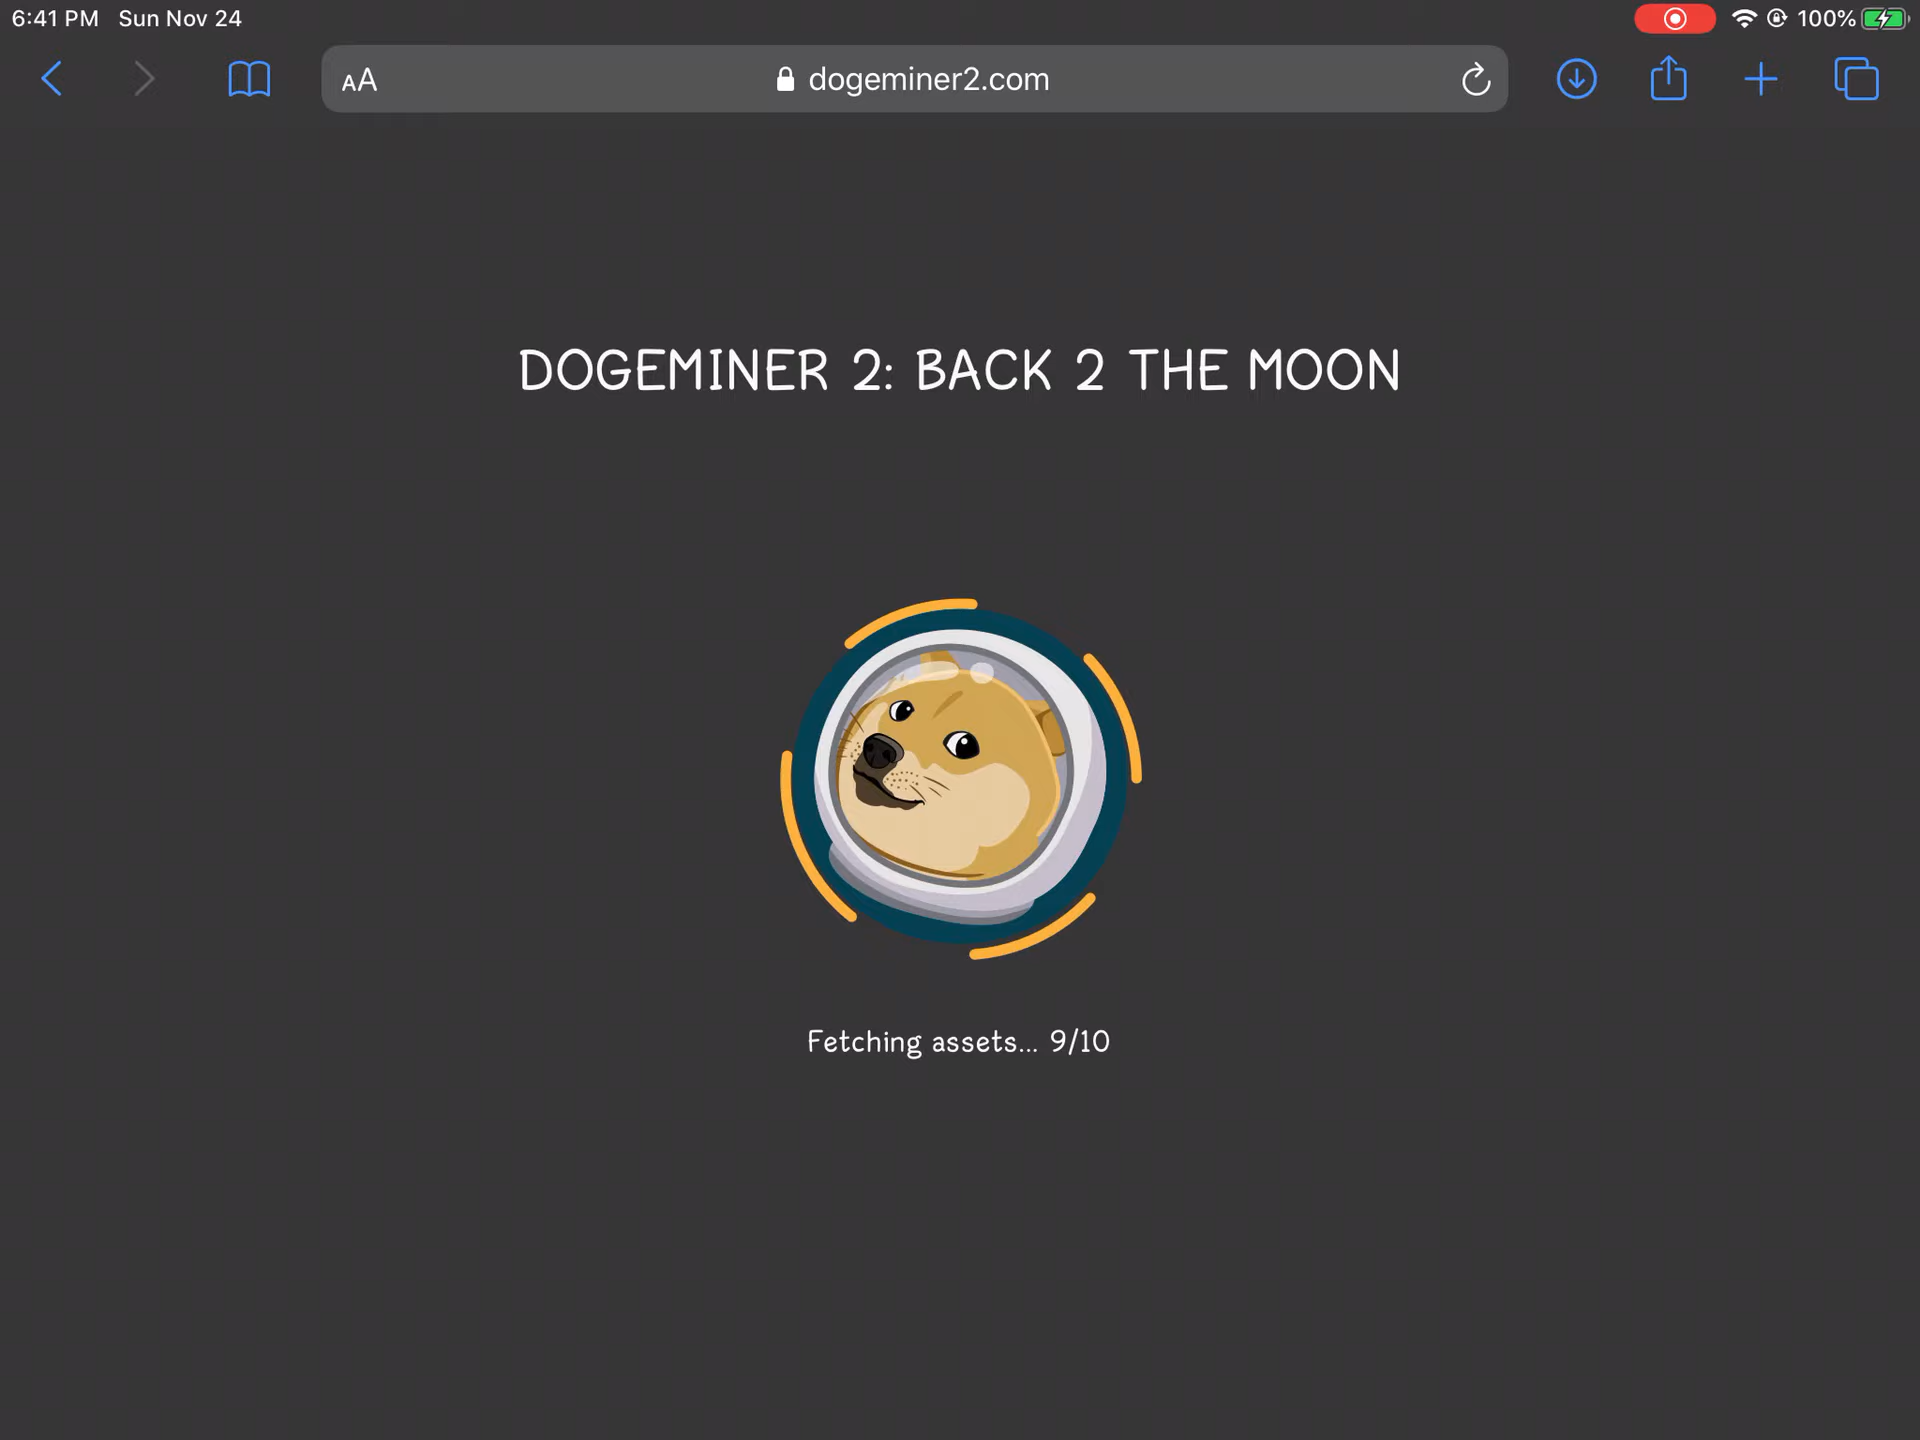 6:41 PM Sun Nov 24
100%
AA
dogeminer2.com
DOGEMINER 2: BACK 2 THE MOON
Fetching assets... 9/10